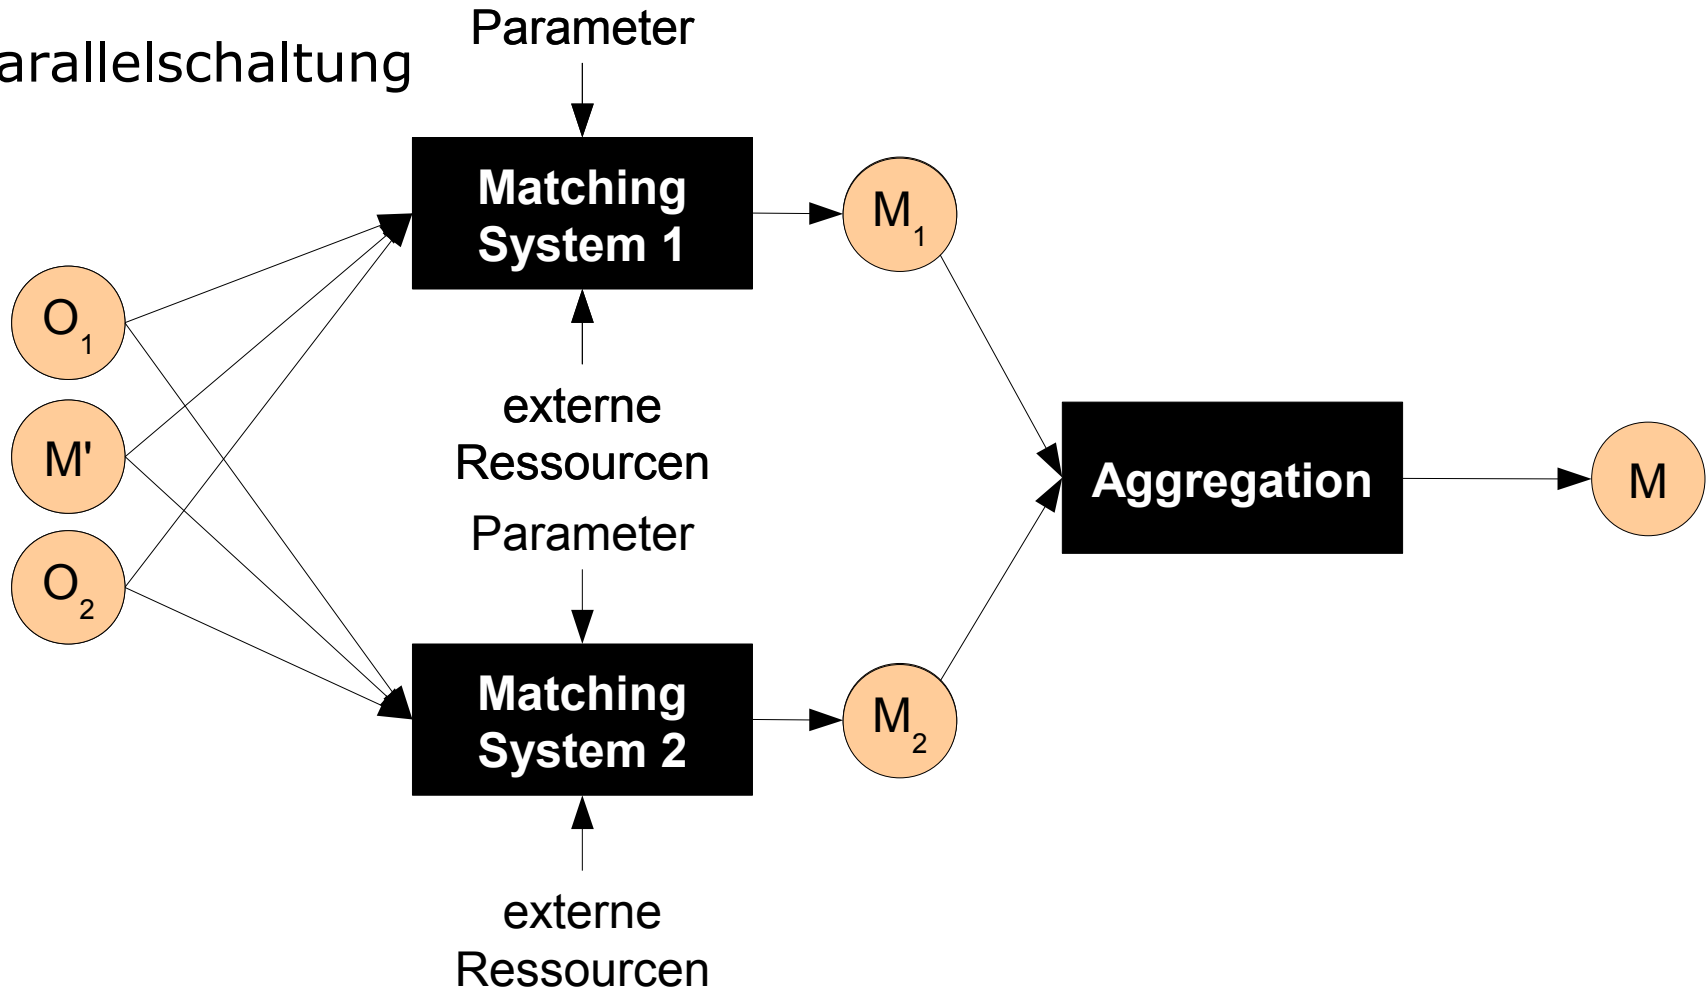 Parameter
arallelschaltung
Matching
System 1
M1
O1
externe
Ressourcen
M'
Aggregation
M
Parameter
O2
Matching
System 2
M2
externe
Ressourcen